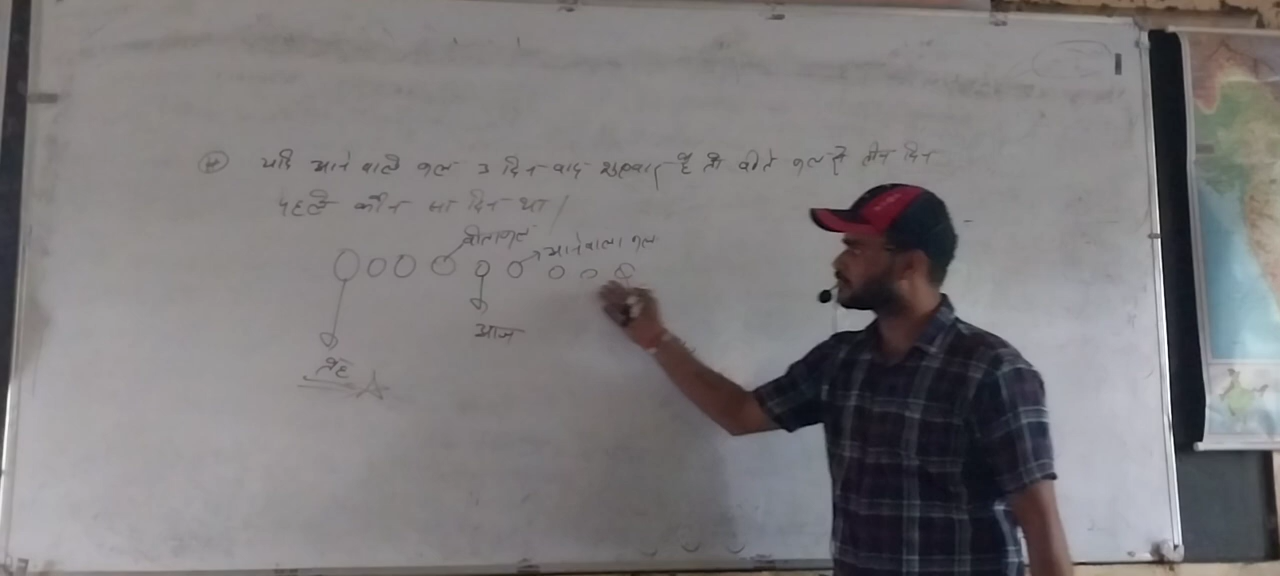 यदि आने वाले कल 3 दिन बाद शुक्रवार है तो बीते कल से तीन दिन
पहले कौन सा दिन था।
बीताकल
आनेवाला कल
आज